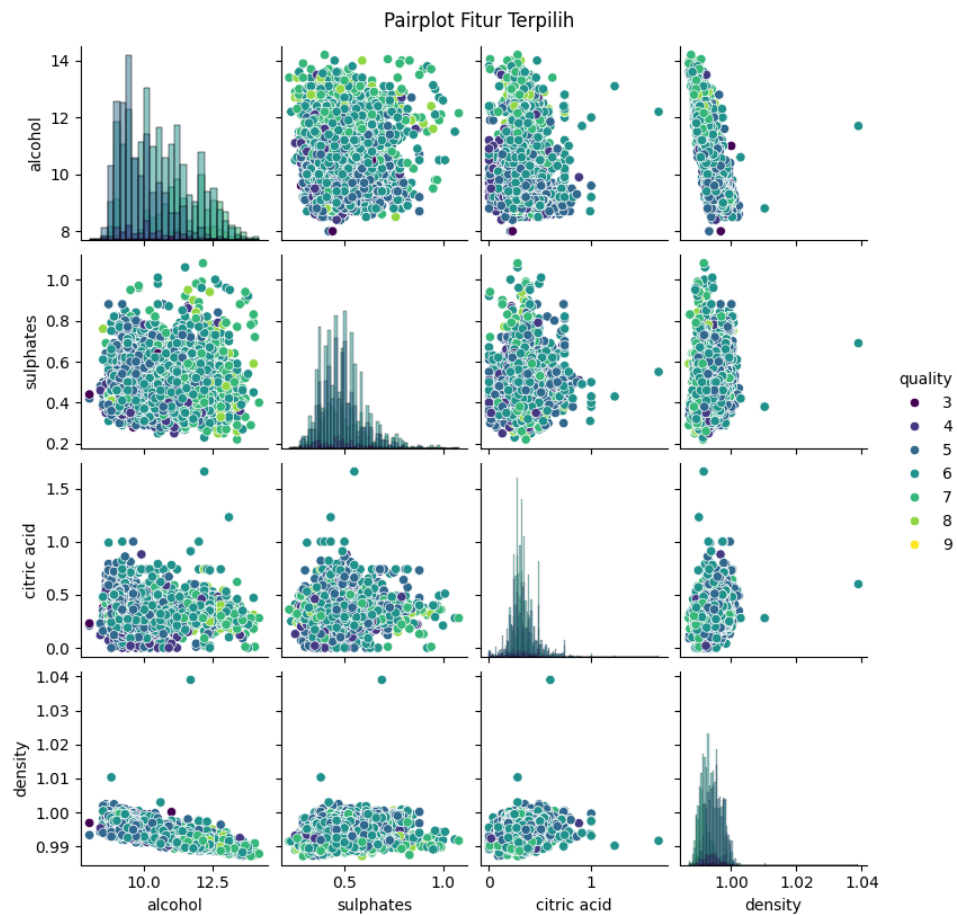 Pairplot Fitur Terpilih
14
12
10
8
alcohol
1.0
0.8
0.6
0.4
0.2
sulphates
1.5
1.0
0.5
0.0
citric acid
1.04
1.03
1.02
1.01
1.00
0.99
density
10.0 12.5
alcohol
0.5 1.0
sulphates
0 1
citric acid
1.00 1.02 1.04
density
quality
3
4
5
6
7
8
9